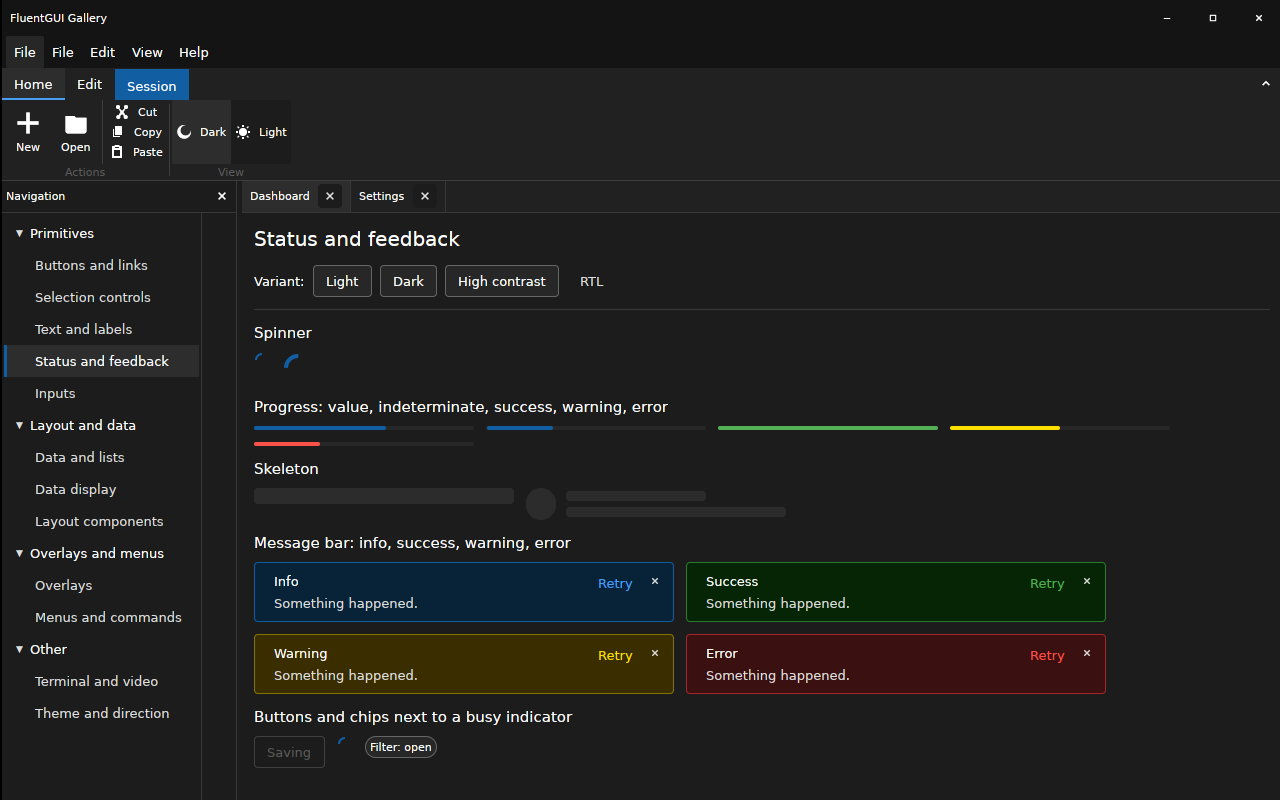 FluentGUI Gallery
File File Edit View Help
Home Edit Session
New Open Cut Copy Paste Dark Light
Actions View
Navigation
Dashboard Settings
Primitives
Buttons and links
Selection controls
Text and labels
Status and feedback
Inputs
Layout and data
Data and lists
Data display
Layout components
Overlays and menus
Overlays
Menus and commands
Other
Terminal and video
Theme and direction
Status and feedback
Variant: Light Dark High contrast RTL
Spinner
Progress: value, indeterminate, success, warning, error
Skeleton
Message bar: info, success, warning, error
Info Retry
Something happened.
Success Retry
Something happened.
Warning Retry
Something happened.
Error Retry
Something happened.
Buttons and chips next to a busy indicator
Saving Filter: open